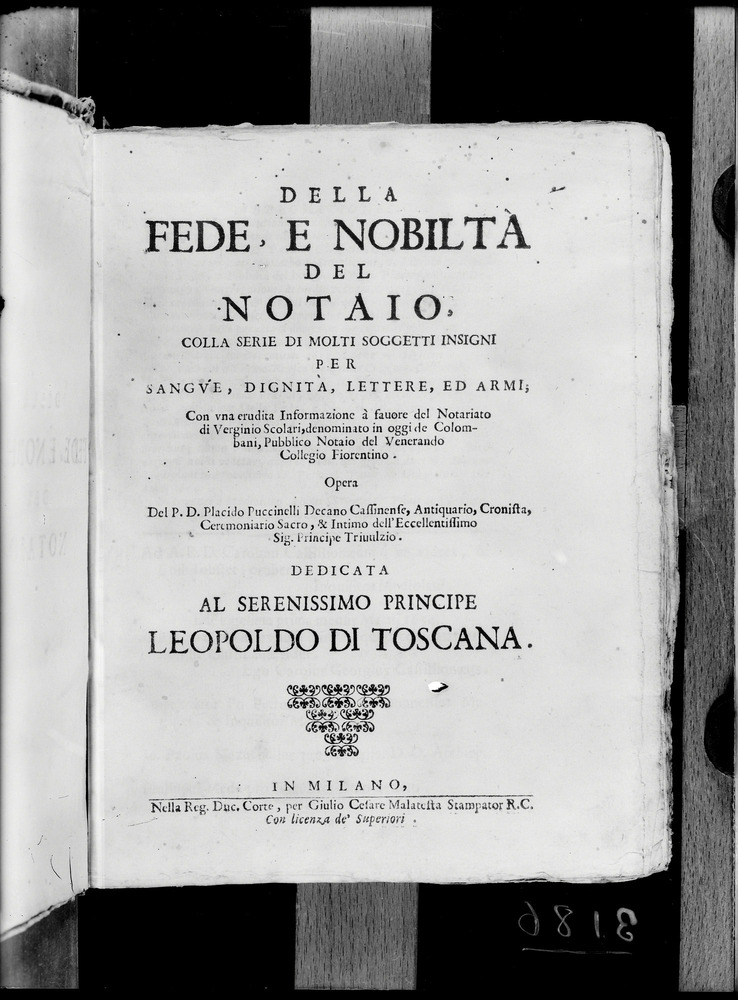 DELLA
FEDE, E NOBILTÀ
DEL
NOTAIO,
COLLA SERIE DI MOLTI SOGGETTI INSIGNI
PER
SANGVE, DIGNITÀ, LETTERE, ED ARMI;
Con vna erudita Informazione à fauore del Notariato
di Verginio Scolari, denominato in oggi de Colom-
bani, Pubblico Notaio del Venerando
Collegio Fiorentino.
Opera
Del P. D. Placido Puccinelli Decano Caſſinenſe, Antiquario, Croniſta,
Ceremoniario Sacro, & Intimo dell'Eccellentiſſimo
Sig. Principe Triuulzio.
DEDICATA
AL SERENISSIMO PRINCIPE
LEOPOLDO DI TOSCANA.
IN MILANO,
Nella Reg. Duc. Corte, per Giulio Ceſare Malateſta Stampator R.C.
Con licenza de' Superiori.
3186